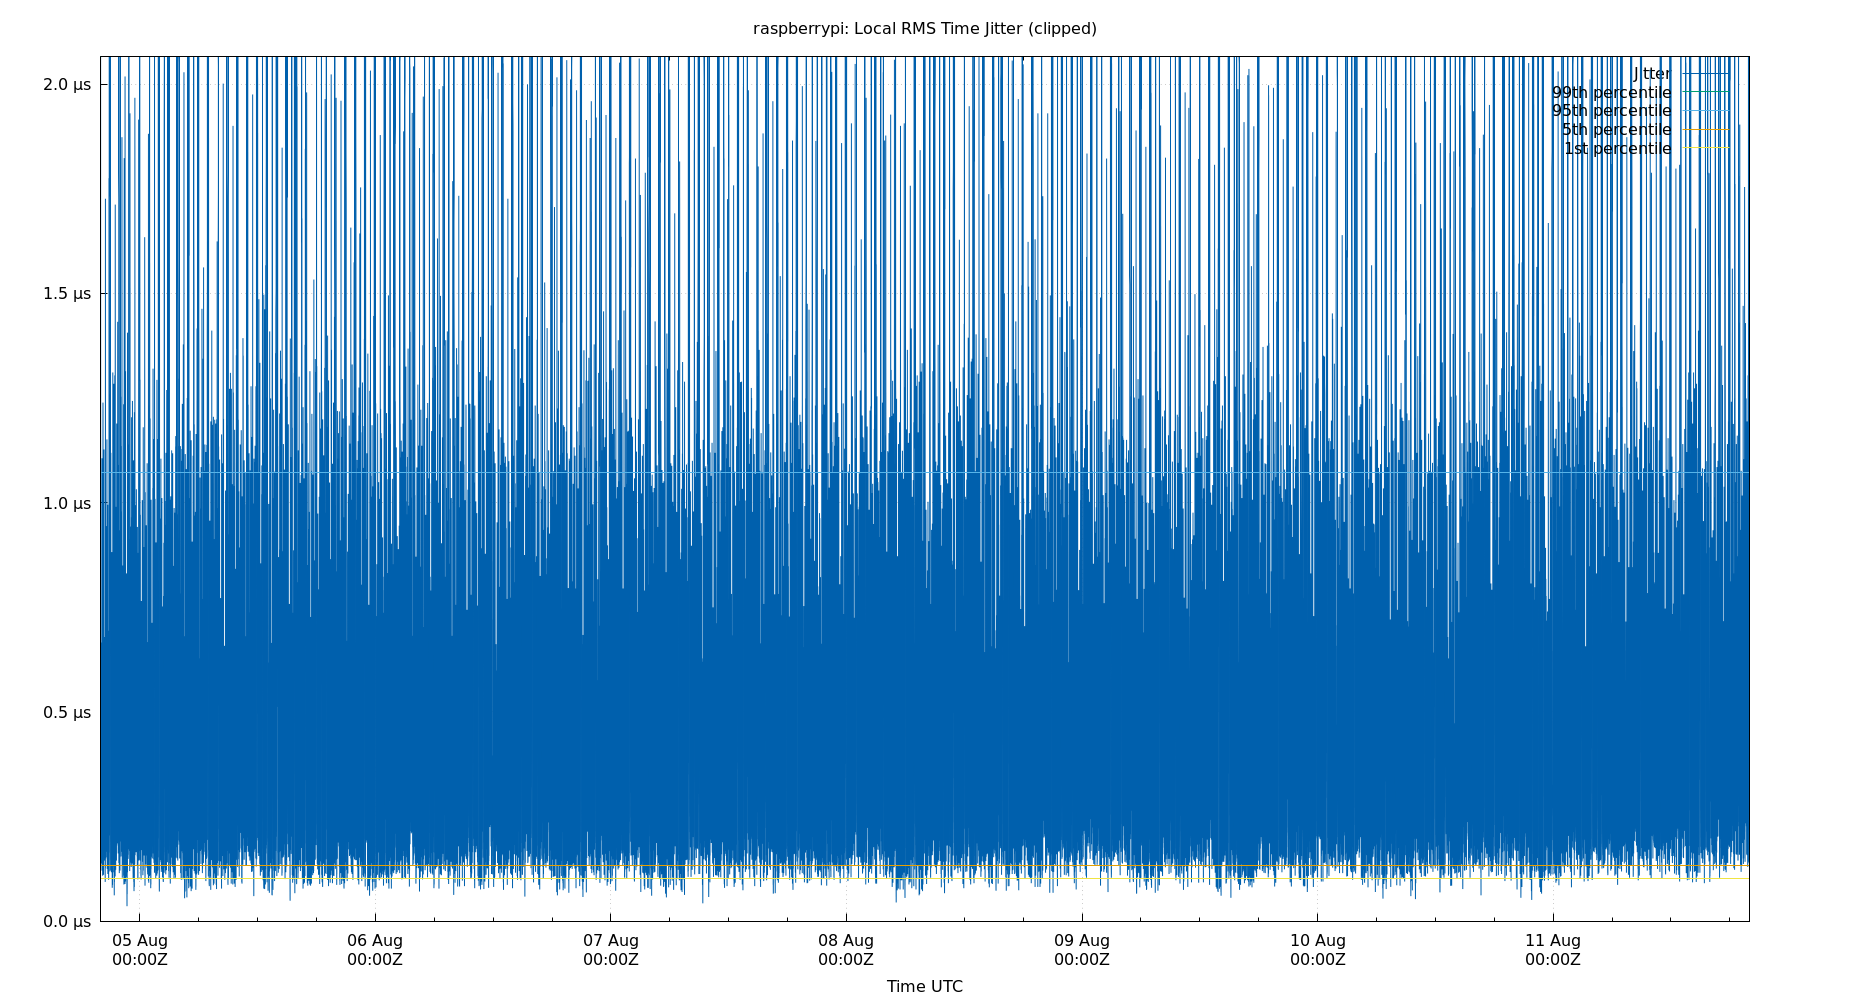 raspberrypi: Local RMS Time Jitter (clipped)
2.0 μs
1.5 μs
1.0 μs
0.5 μs
0.0 μs
Jitter
99th percentile
95th percentile
5th percentile
1st percentile
05 Aug 06 Aug 07 Aug 08 Aug 09 Aug 10 Aug 11 Aug
00:00Z 00:00Z 00:00Z 00:00Z 00:00Z 00:00Z 00:00Z
Time UTC